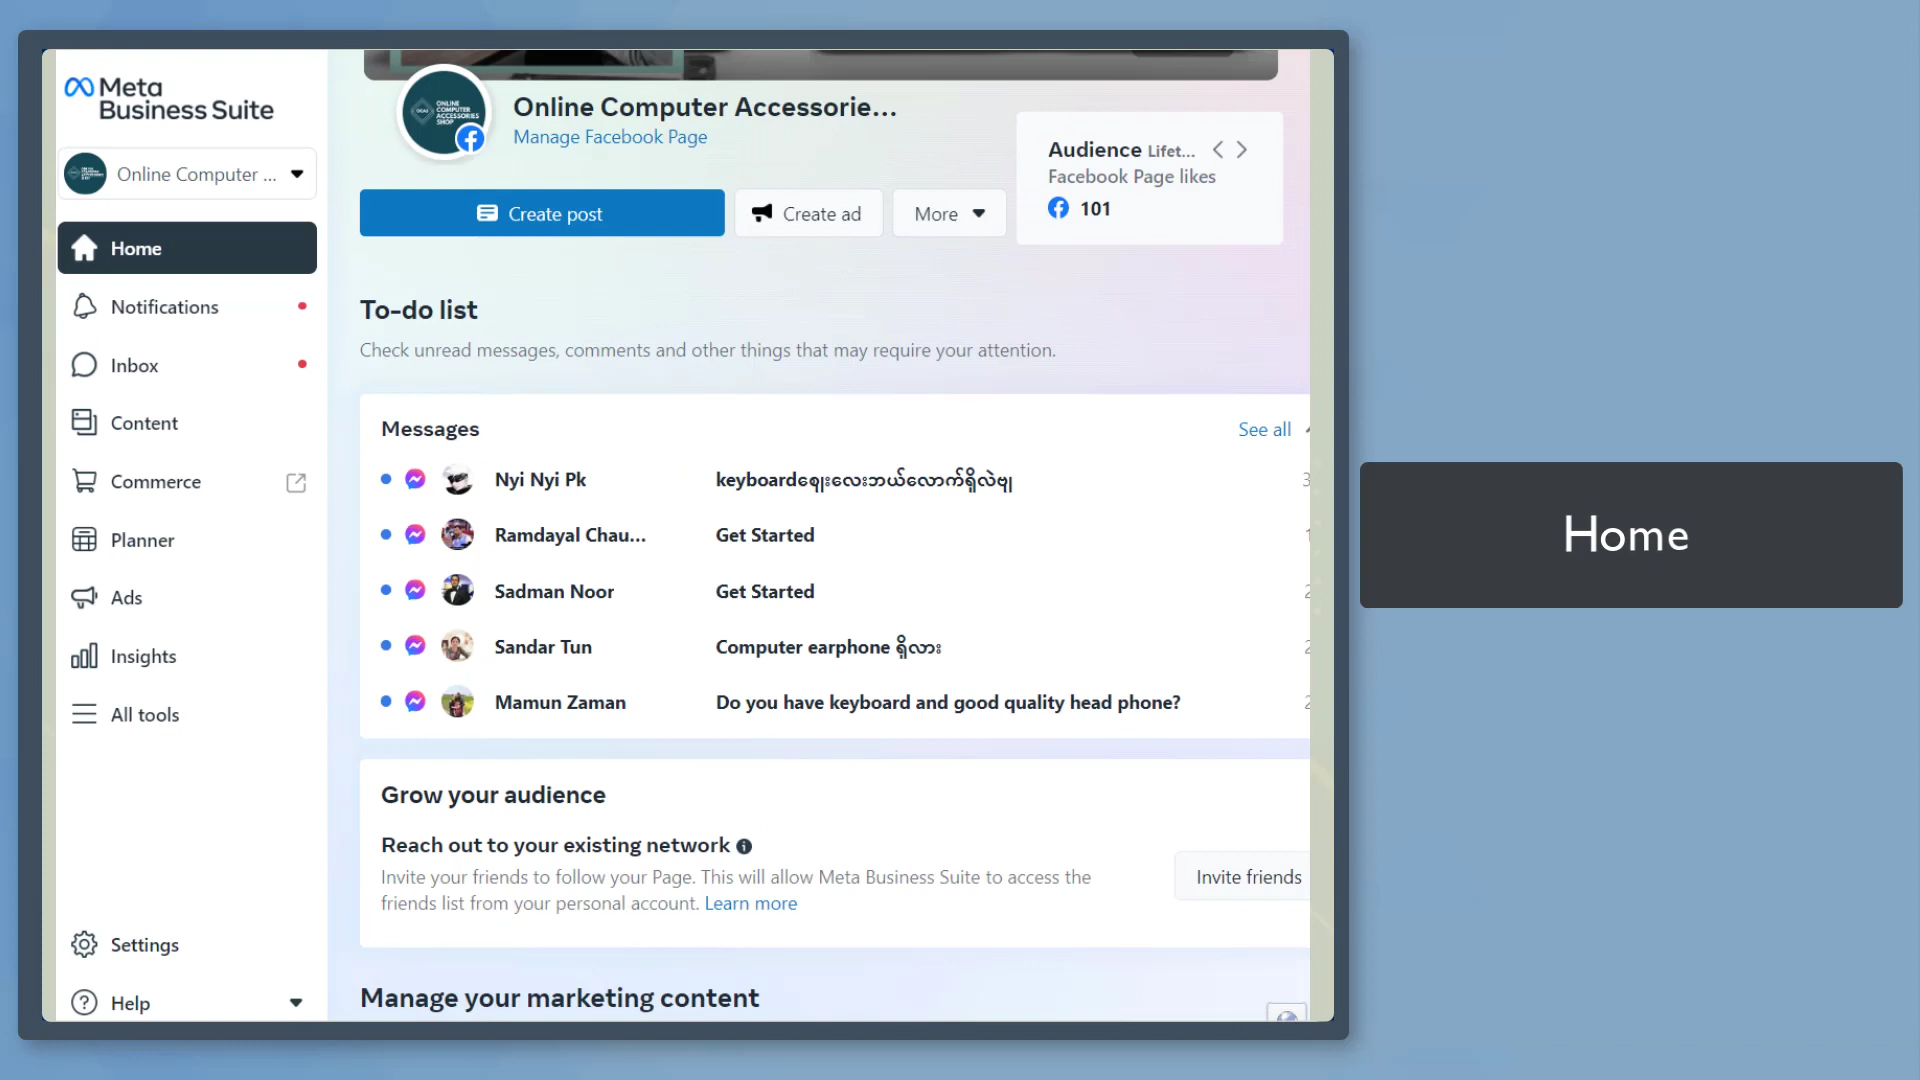 Meta
Business Suite
Online Computer ...
Home
Notifications
Inbox
Content
Commerce
Planner
Ads
Insights
All tools
Settings
Help
ONLINE
COMPUTER
ACCESSORIES
SHOP
Online Computer Accessorie...
Manage Facebook Page
Create post
Create ad
More
Audience Lifet...
Facebook Page likes
101
To-do list
Check unread messages, comments and other things that may require your attention.
Messages
See all
Nyi Nyi Pk keyboardဈေးလေးဘယ်လောက်ရှိလဲဗျ
Ramdayal Chau... Get Started
Sadman Noor Get Started
Sandar Tun Computer earphone ရှိလား
Mamun Zaman Do you have keyboard and good quality head phone?
Grow your audience
Reach out to your existing network
Invite your friends to follow your Page. This will allow Meta Business Suite to access the
friends list from your personal account. Learn more
Invite friends
Manage your marketing content
Home